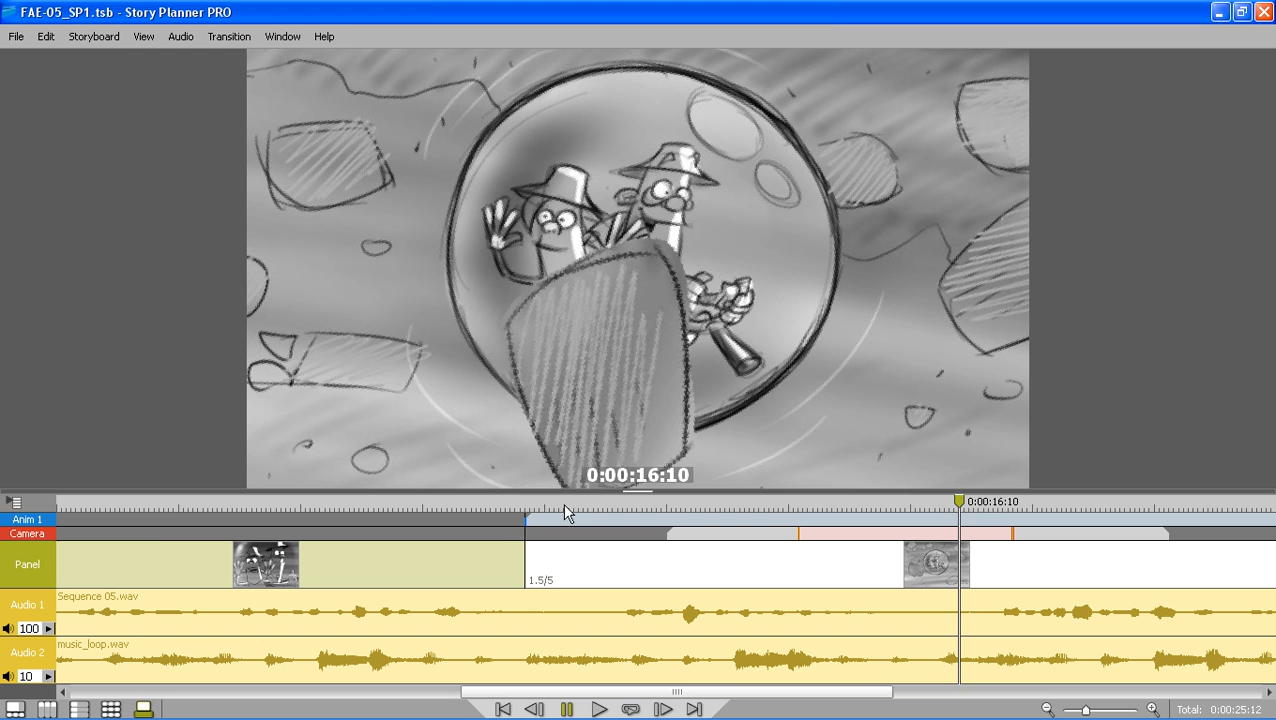 FAE-05_SP1.tsb - Story Planner PRO
File Edit Storyboard View Audio Transition Window Help
0:00:16:10
0:00:16:10
Anim 1
Camera
Panel
1.5/5
Audio 1
Sequence 05.wav
100
Audio 2
music_loop.wav
10
Total: 0:00:25:12